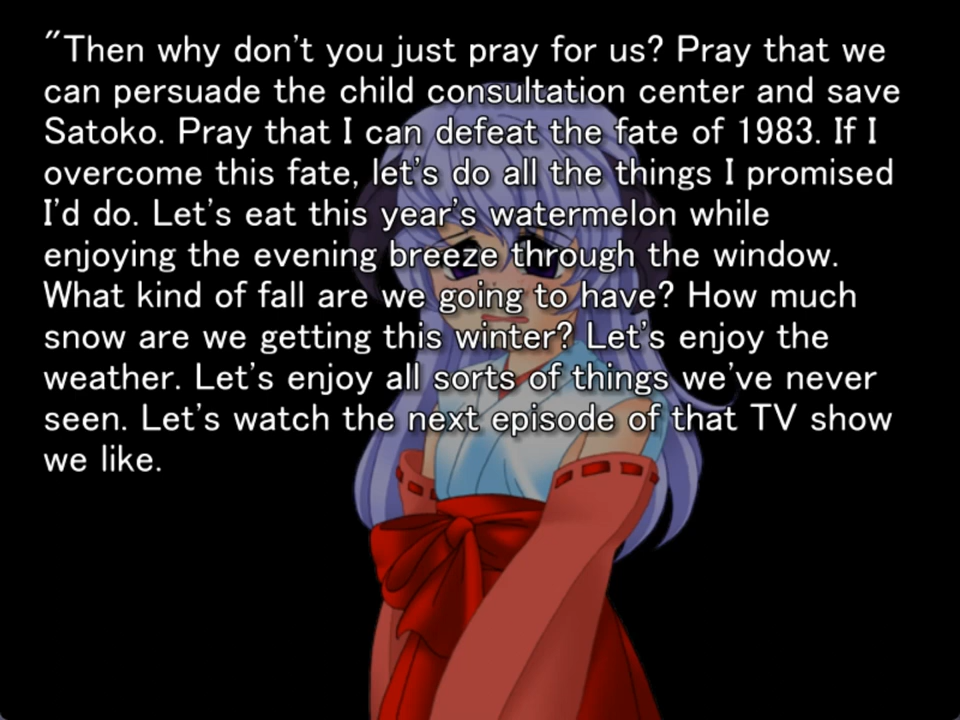 "Then why don't you just pray for us? Pray that we
can persuade the child consultation center and save
Satoko. Pray that I can defeat the fate of 1983. If I
overcome this fate, let's do all the things I promised
I'd do. Let's eat this year's watermelon while
enjoying the evening breeze through the window.
What kind of fall are we going to have? How much
snow are we getting this winter? Let's enjoy the
weather. Let's enjoy all sorts of things we've never
seen. Let's watch the next episode of that TV show
we like.